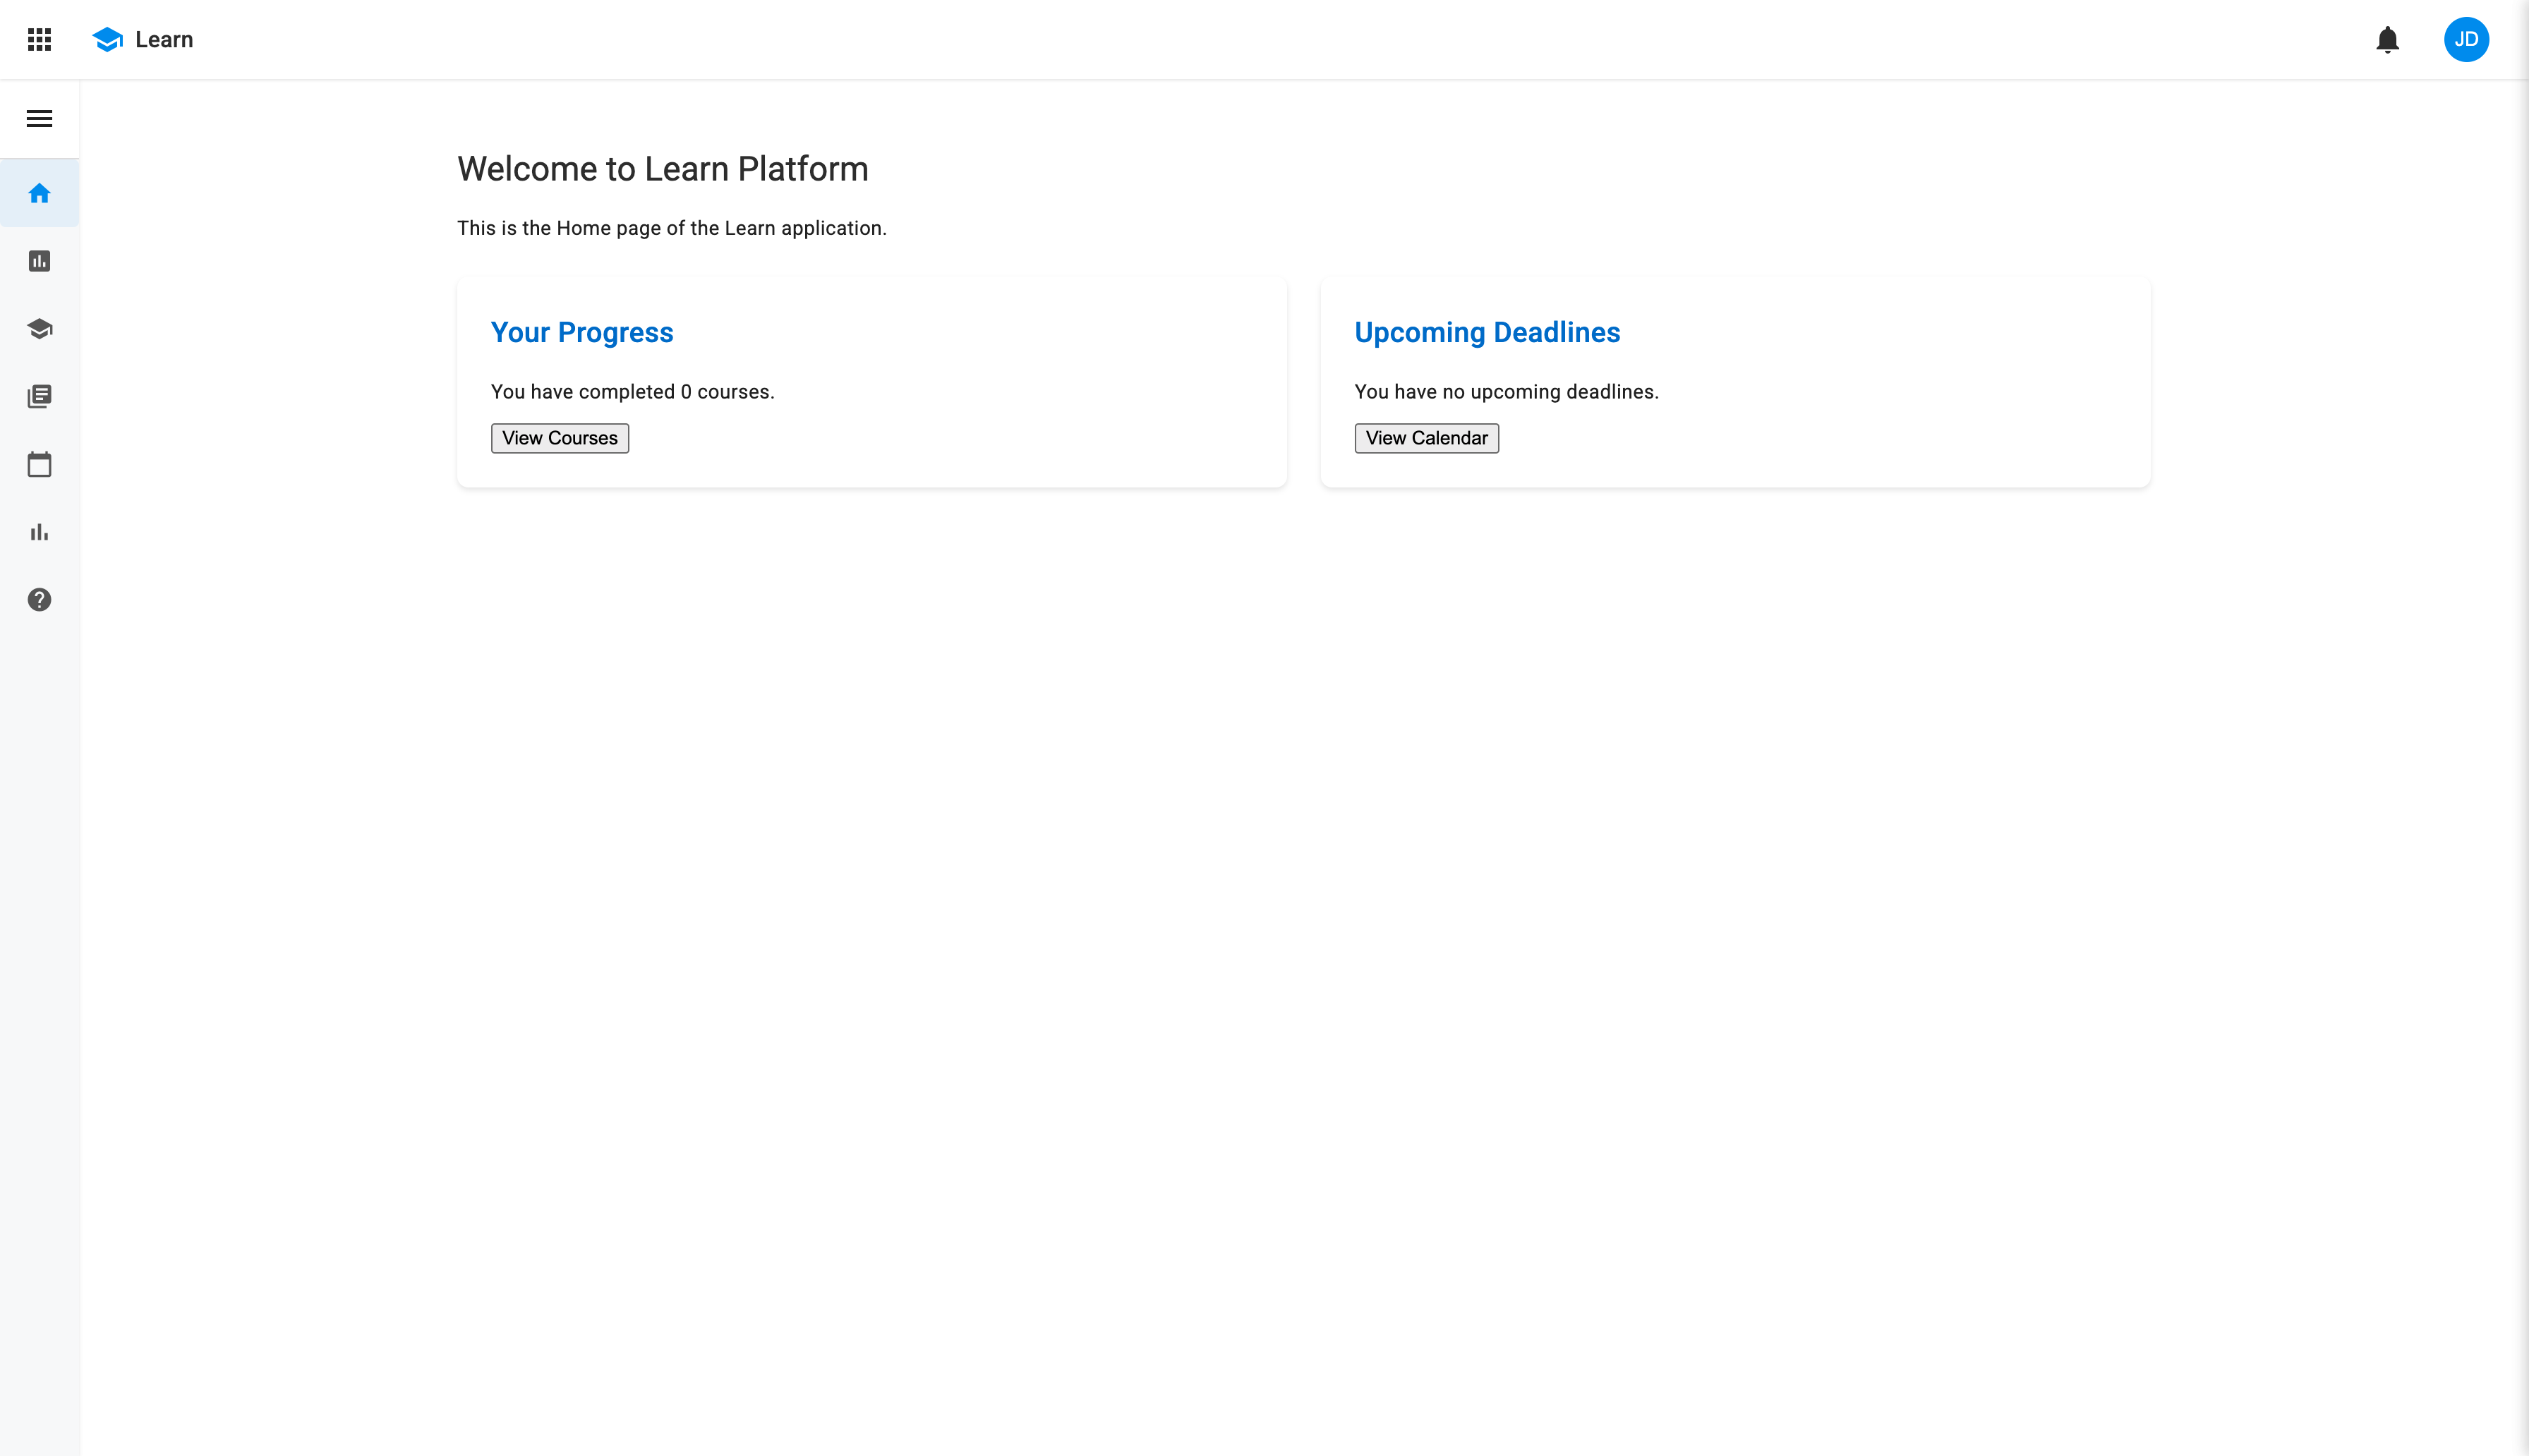 Learn
JD
Welcome to Learn Platform
This is the Home page of the Learn application.
Your Progress
You have completed 0 courses.
View Courses
Upcoming Deadlines
You have no upcoming deadlines.
View Calendar